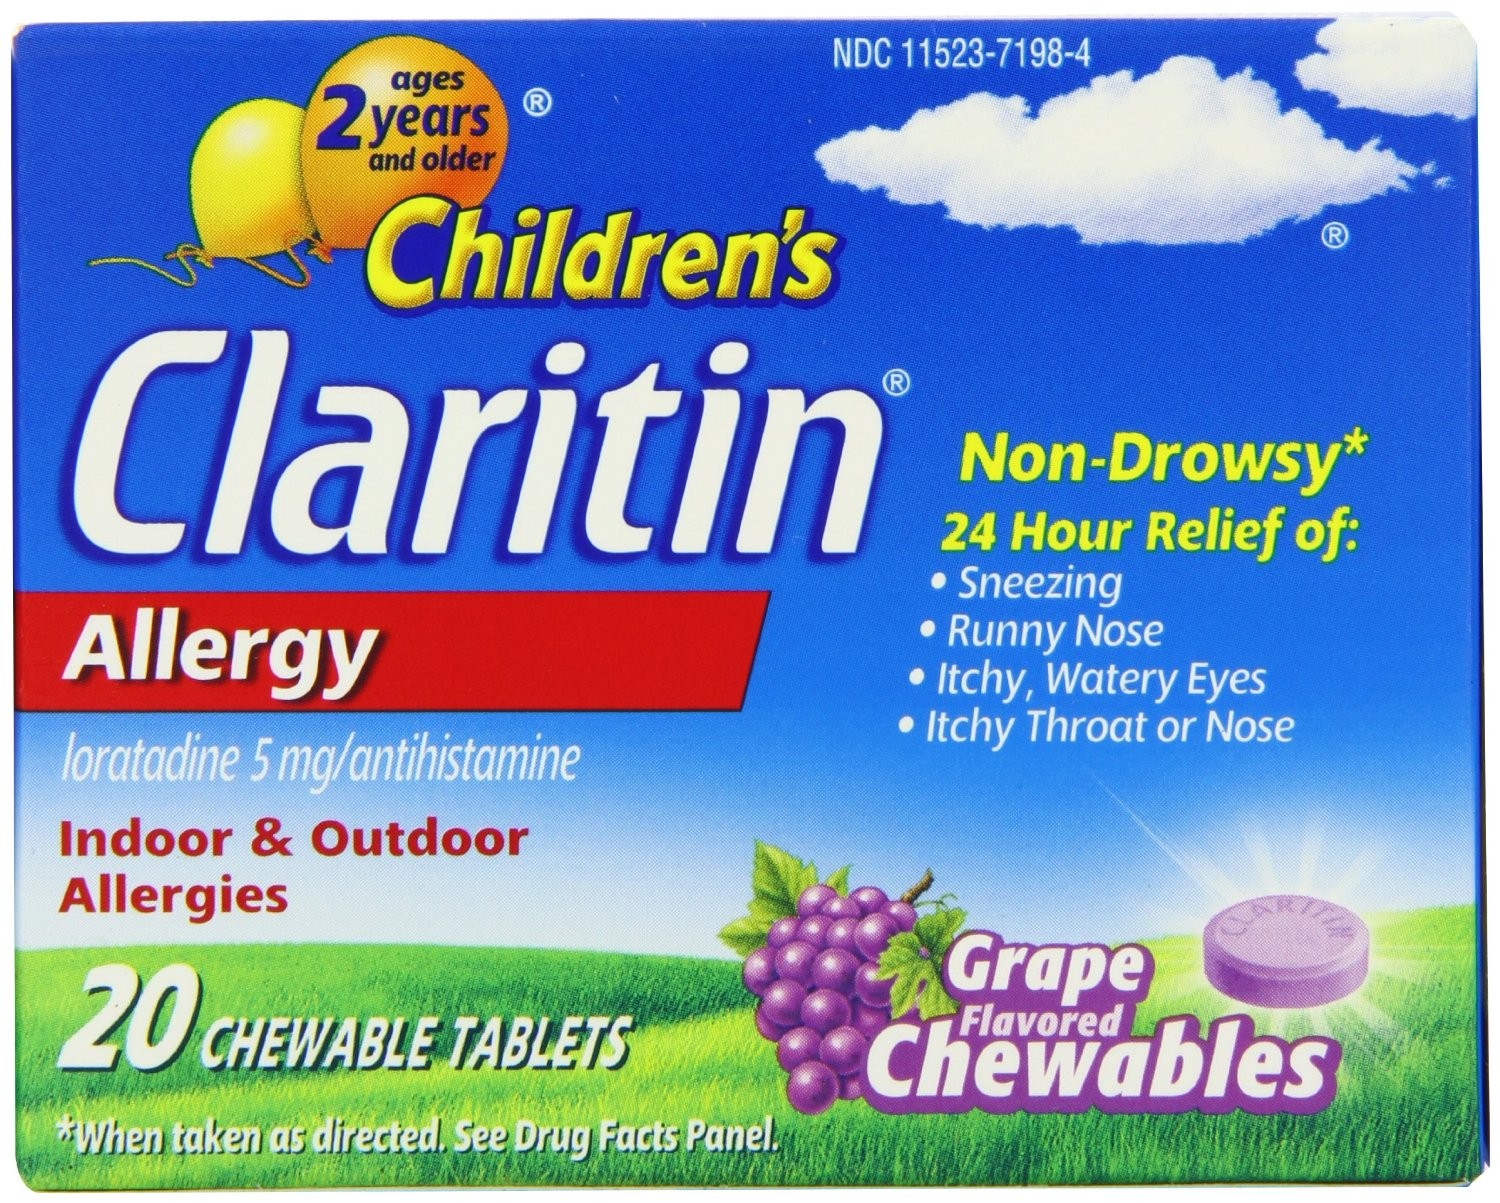 NDC 11523-7198-4
ages
2 years
and older
®
®
Children's
Claritin®
Allergy
loratadine 5 mg/antihistamine
Indoor & Outdoor
Allergies
20 CHEWABLE TABLETS
*When taken as directed. See Drug Facts Panel.
Non-Drowsy*
24 Hour Relief of:
• Sneezing
• Runny Nose
• Itchy, Watery Eyes
• Itchy Throat or Nose
CLARITIN
Grape
Flavored
Chewables